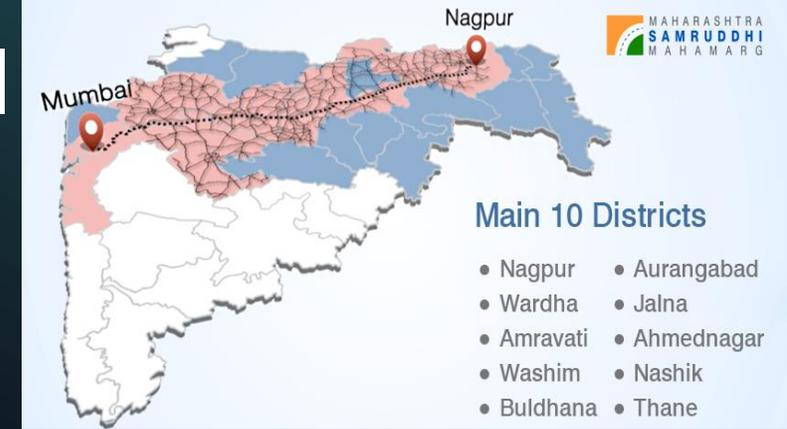 Nagpur
MAHARASHTRA
SAMRUDDHI
MAHAMARG
Mumbai
Main 10 Districts
• Nagpur
• Wardha
• Amravati
• Washim
• Buldhana
• Aurangabad
• Jalna
• Ahmednagar
• Nashik
• Thane